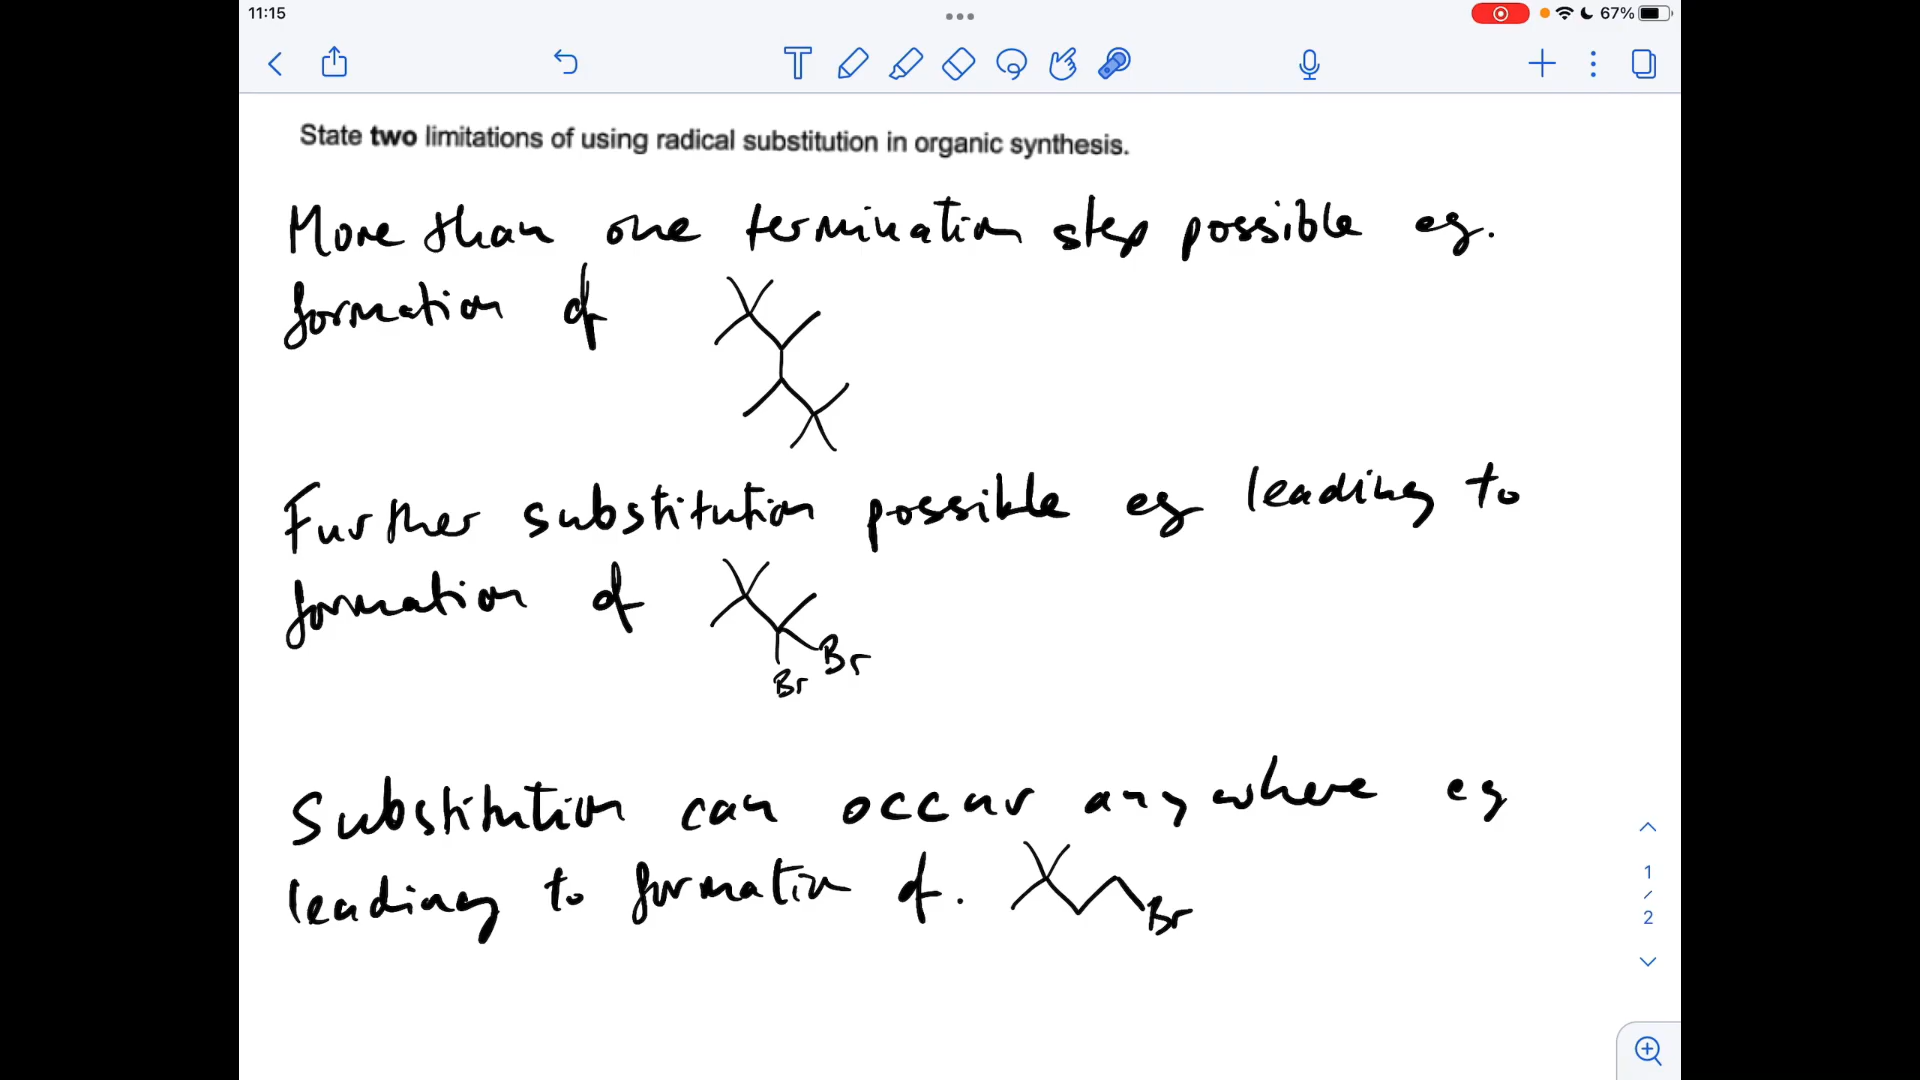 11:15
67%
State two limitations of using radical substitution in organic synthesis.
More than one termination step possible eg.
formation of
Further substitution possible eg leading to
formation of
Br
Br
Substitution can occur anywhere eg
leading to formation of.
Br
1
/
2